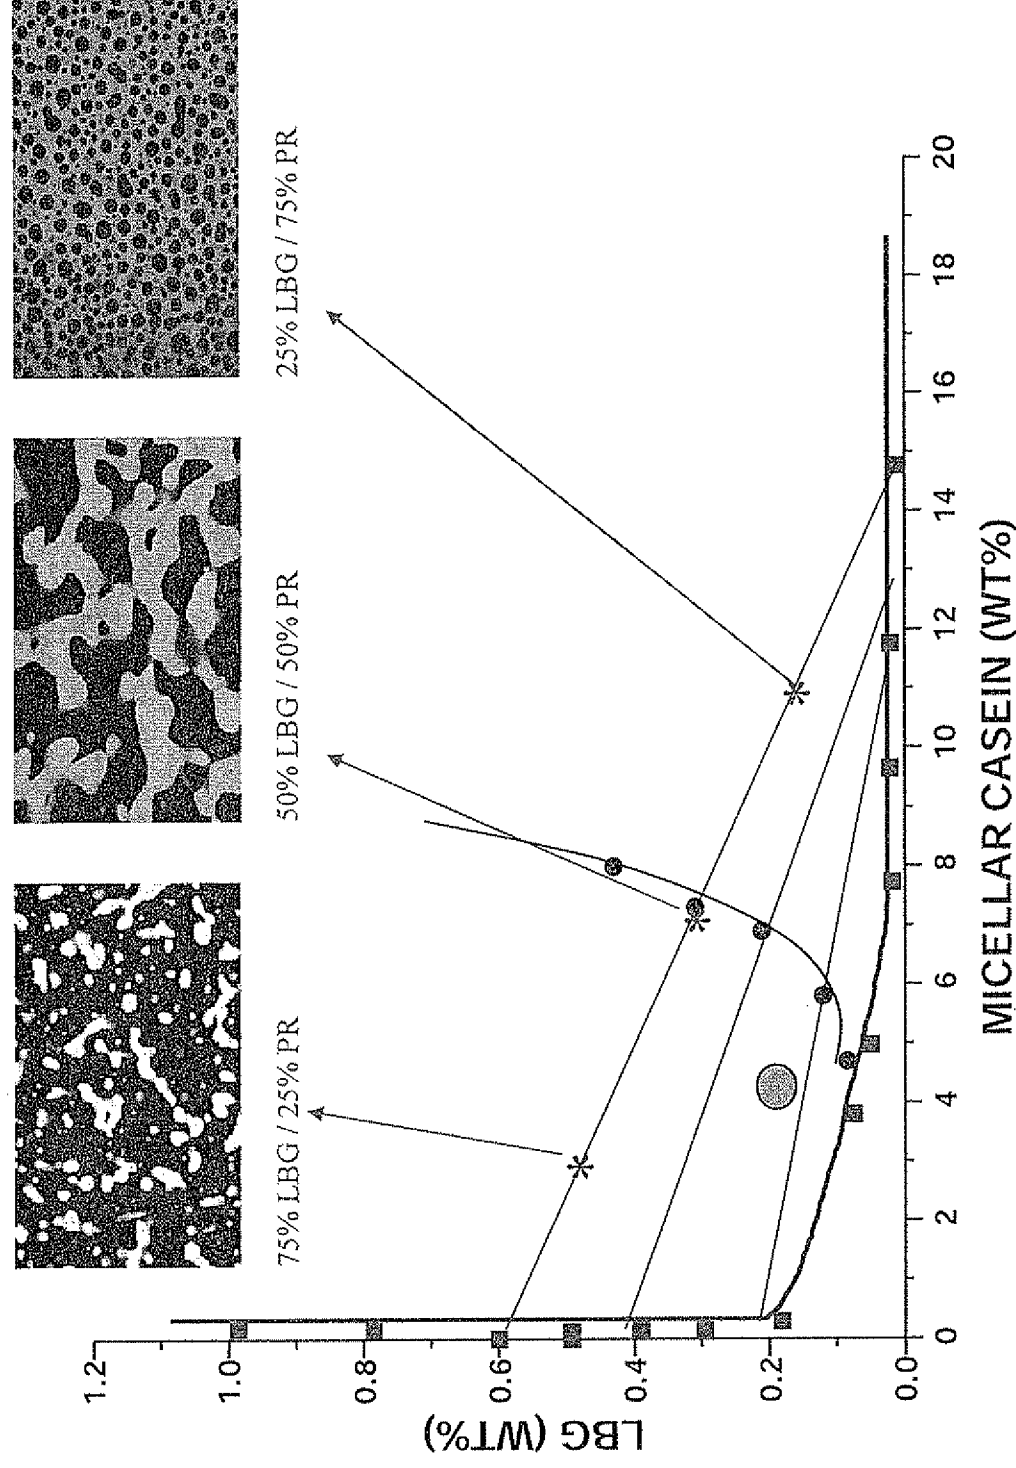 75% LBG / 25% PR
50% LBG / 50% PR
25% LBG / 75% PR
LBG (WT%)
1.2
1.0
0.8
0.6
0.4
0.2
0.0
0 2 4 6 8 10 12 14 16 18 20
MICELLAR CASEIN (WT%)